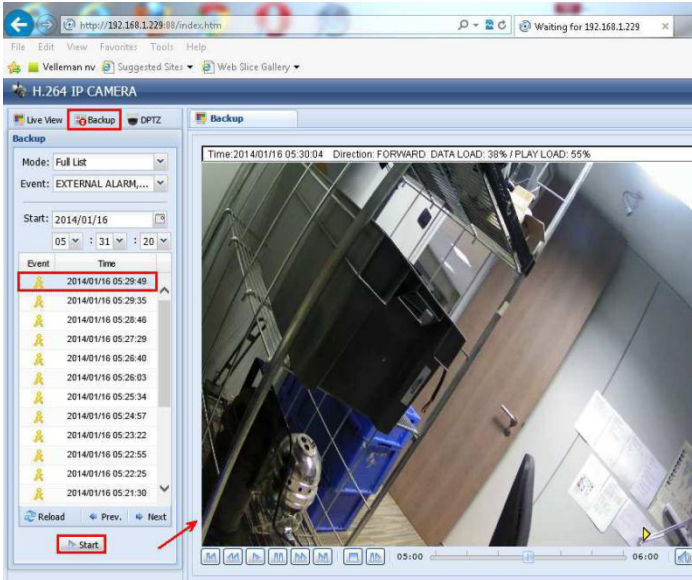 http://192.168.1.229:88/index.htm
Waiting for 192.168.1.229
File Edit View Favorites Tools Help
Velleman nv Suggested Sites Web Slice Gallery
H.264 IP CAMERA
Live View Backup DPTZ
Backup
Backup
Mode: Full List
Event: EXTERNAL ALARM,...
Start: 2014/01/16
05 : 31 : 20
Event Time
2014/01/16 05:29:49
2014/01/16 05:29:35
2014/01/16 05:28:46
2014/01/16 05:27:29
2014/01/16 05:26:40
2014/01/16 05:26:03
2014/01/16 05:25:34
2014/01/16 05:24:57
2014/01/16 05:23:22
2014/01/16 05:22:55
2014/01/16 05:22:25
2014/01/16 05:21:30
Reload Prev. Next
Start
Time:2014/01/16 05:30:04 Direction: FORWARD DATA LOAD: 38% / PLAY LOAD: 55%
05:00 06:00